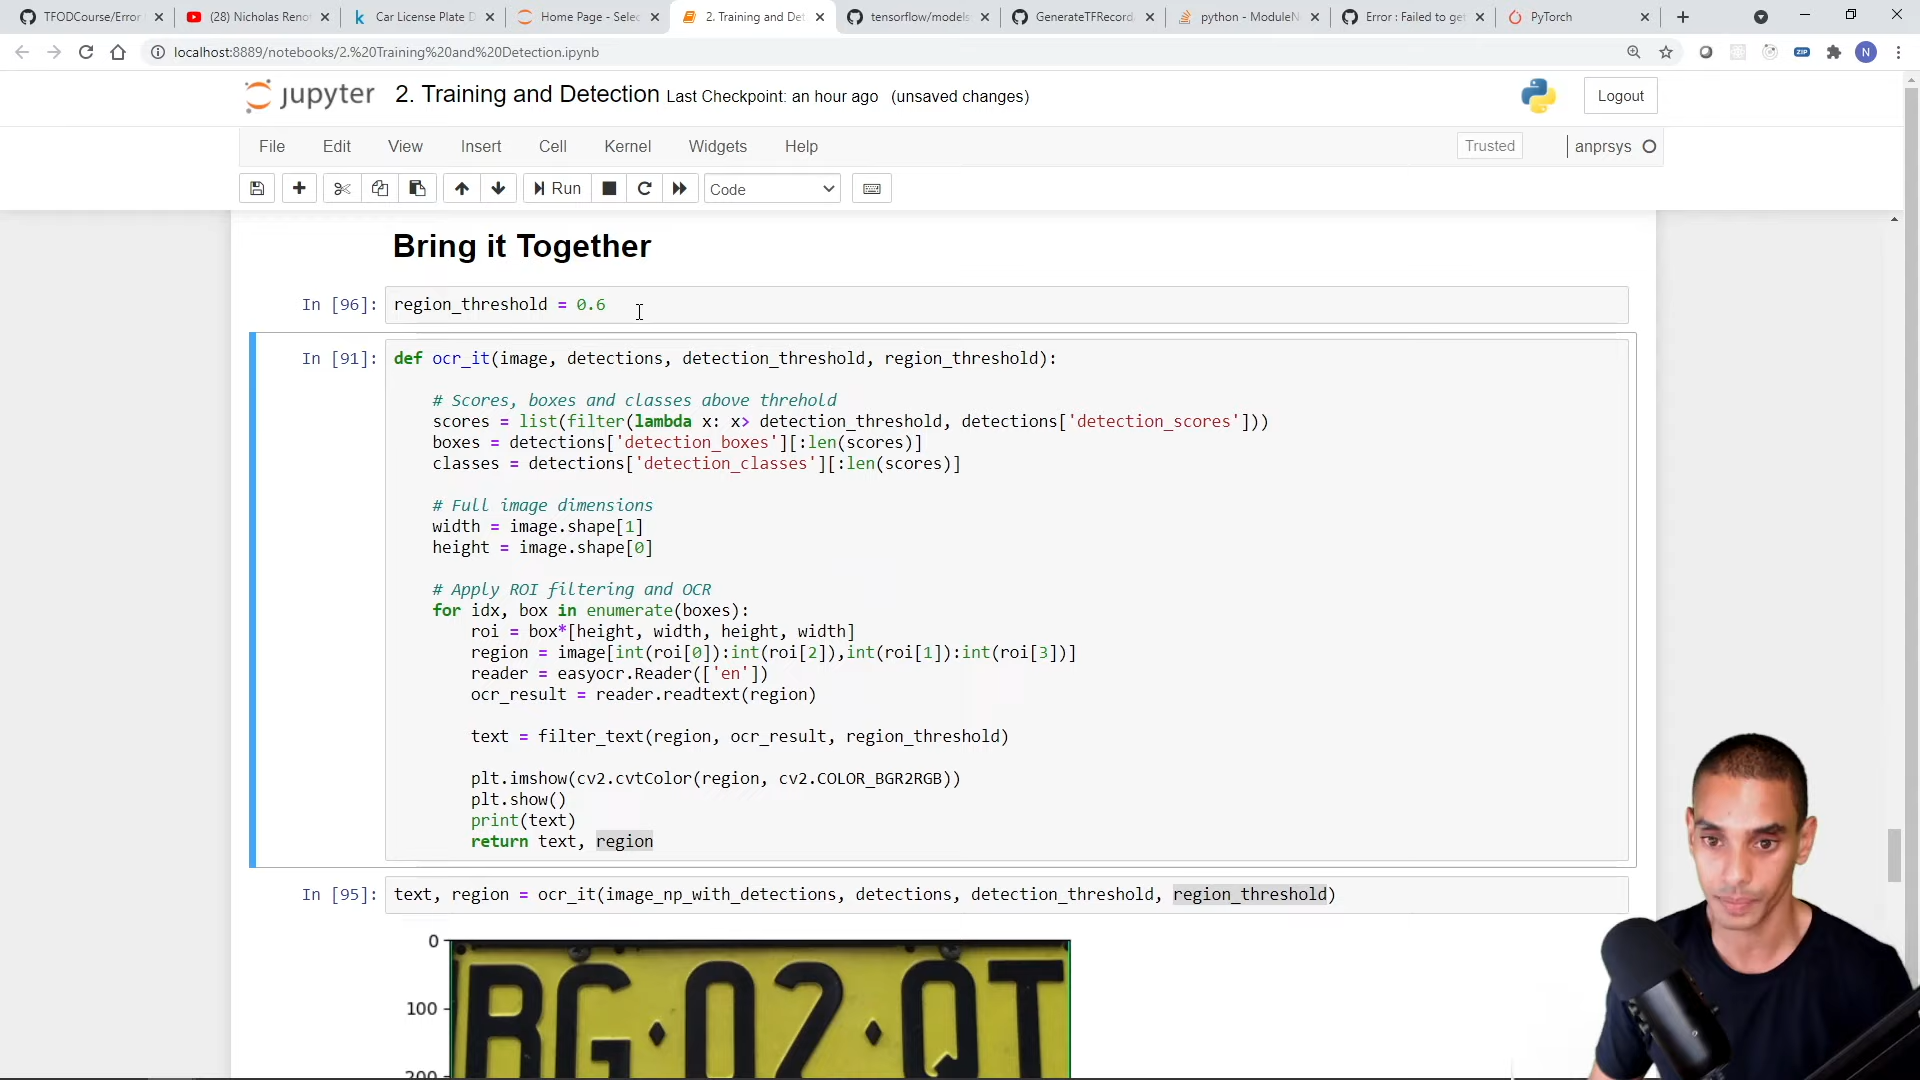 TFODCourse/Error
(28) Nicholas Reno
Car License Plate D
Home Page - Selec
2. Training and Det
tensorflow/models
GenerateTFRecord
python - ModuleN
Error : Failed to get
PyTorch
localhost:8889/notebooks/2.%20Training%20and%20Detection.ipynb
ZIP
N
jupyter 2. Training and Detection Last Checkpoint: an hour ago (unsaved changes)
Logout
File Edit View Insert Cell Kernel Widgets Help
Trusted
anprsys
Run
Code
Bring it Together
In [96]: region_threshold = 0.6
In [91]: def ocr_it(image, detections, detection_threshold, region_threshold):
# Scores, boxes and classes above threhold
scores = list(filter(lambda x: x> detection_threshold, detections['detection_scores']))
boxes = detections['detection_boxes'][:len(scores)]
classes = detections['detection_classes'][:len(scores)]
# Full image dimensions
width = image.shape[1]
height = image.shape[0]
# Apply ROI filtering and OCR
for idx, box in enumerate(boxes):
roi = box*[height, width, height, width]
region = image[int(roi[0]):int(roi[2]),int(roi[1]):int(roi[3])]
reader = easyocr.Reader(['en'])
ocr_result = reader.readtext(region)
text = filter_text(region, ocr_result, region_threshold)
plt.imshow(cv2.cvtColor(region, cv2.COLOR_BGR2RGB))
plt.show()
print(text)
return text, region
In [95]: text, region = ocr_it(image_np_with_detections, detections, detection_threshold, region_threshold)
0
100
200
BG·02·QT